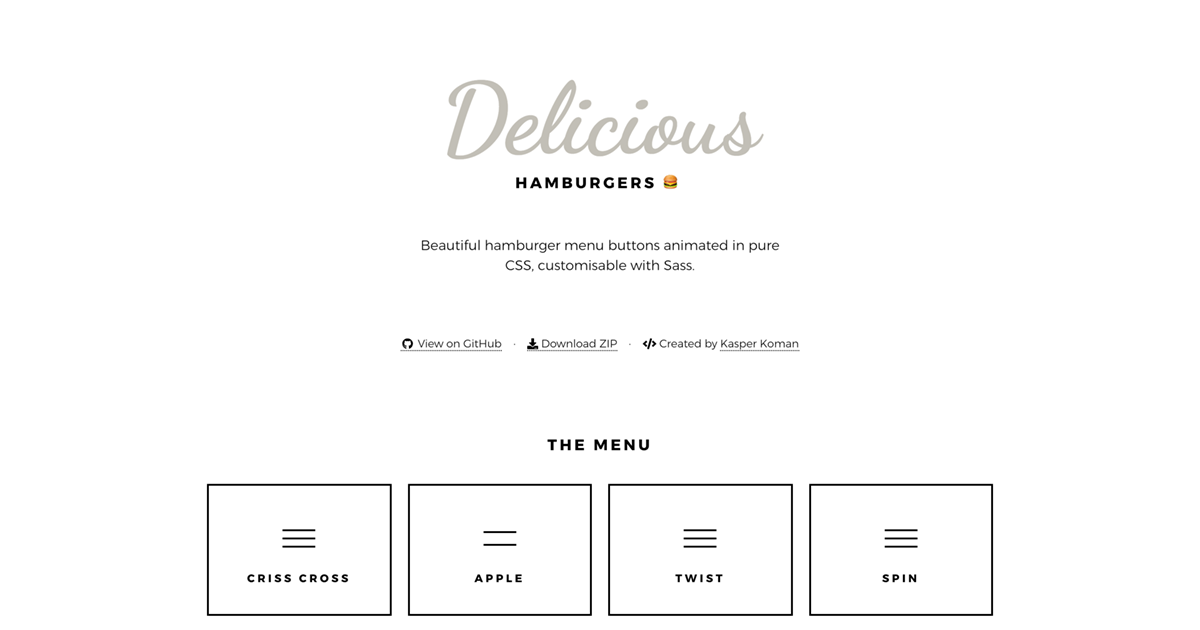 Delicious
HAMBURGERS 🍔
Beautiful hamburger menu buttons animated in pure
CSS, customisable with Sass.
View on GitHub · Download ZIP · Created by Kasper Koman
THE MENU
CRISS CROSS
APPLE
TWIST
SPIN